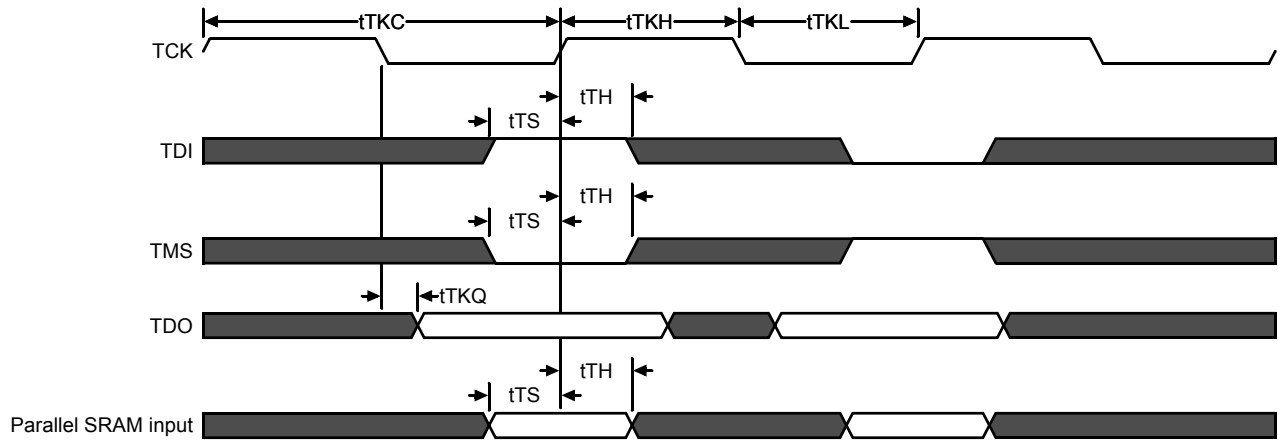 tTKC tTKH tTKL
TCK
tTH
tTS
TDI
tTH
tTS
TMS
tTKQ
TDO
tTH
tTS
Parallel SRAM input